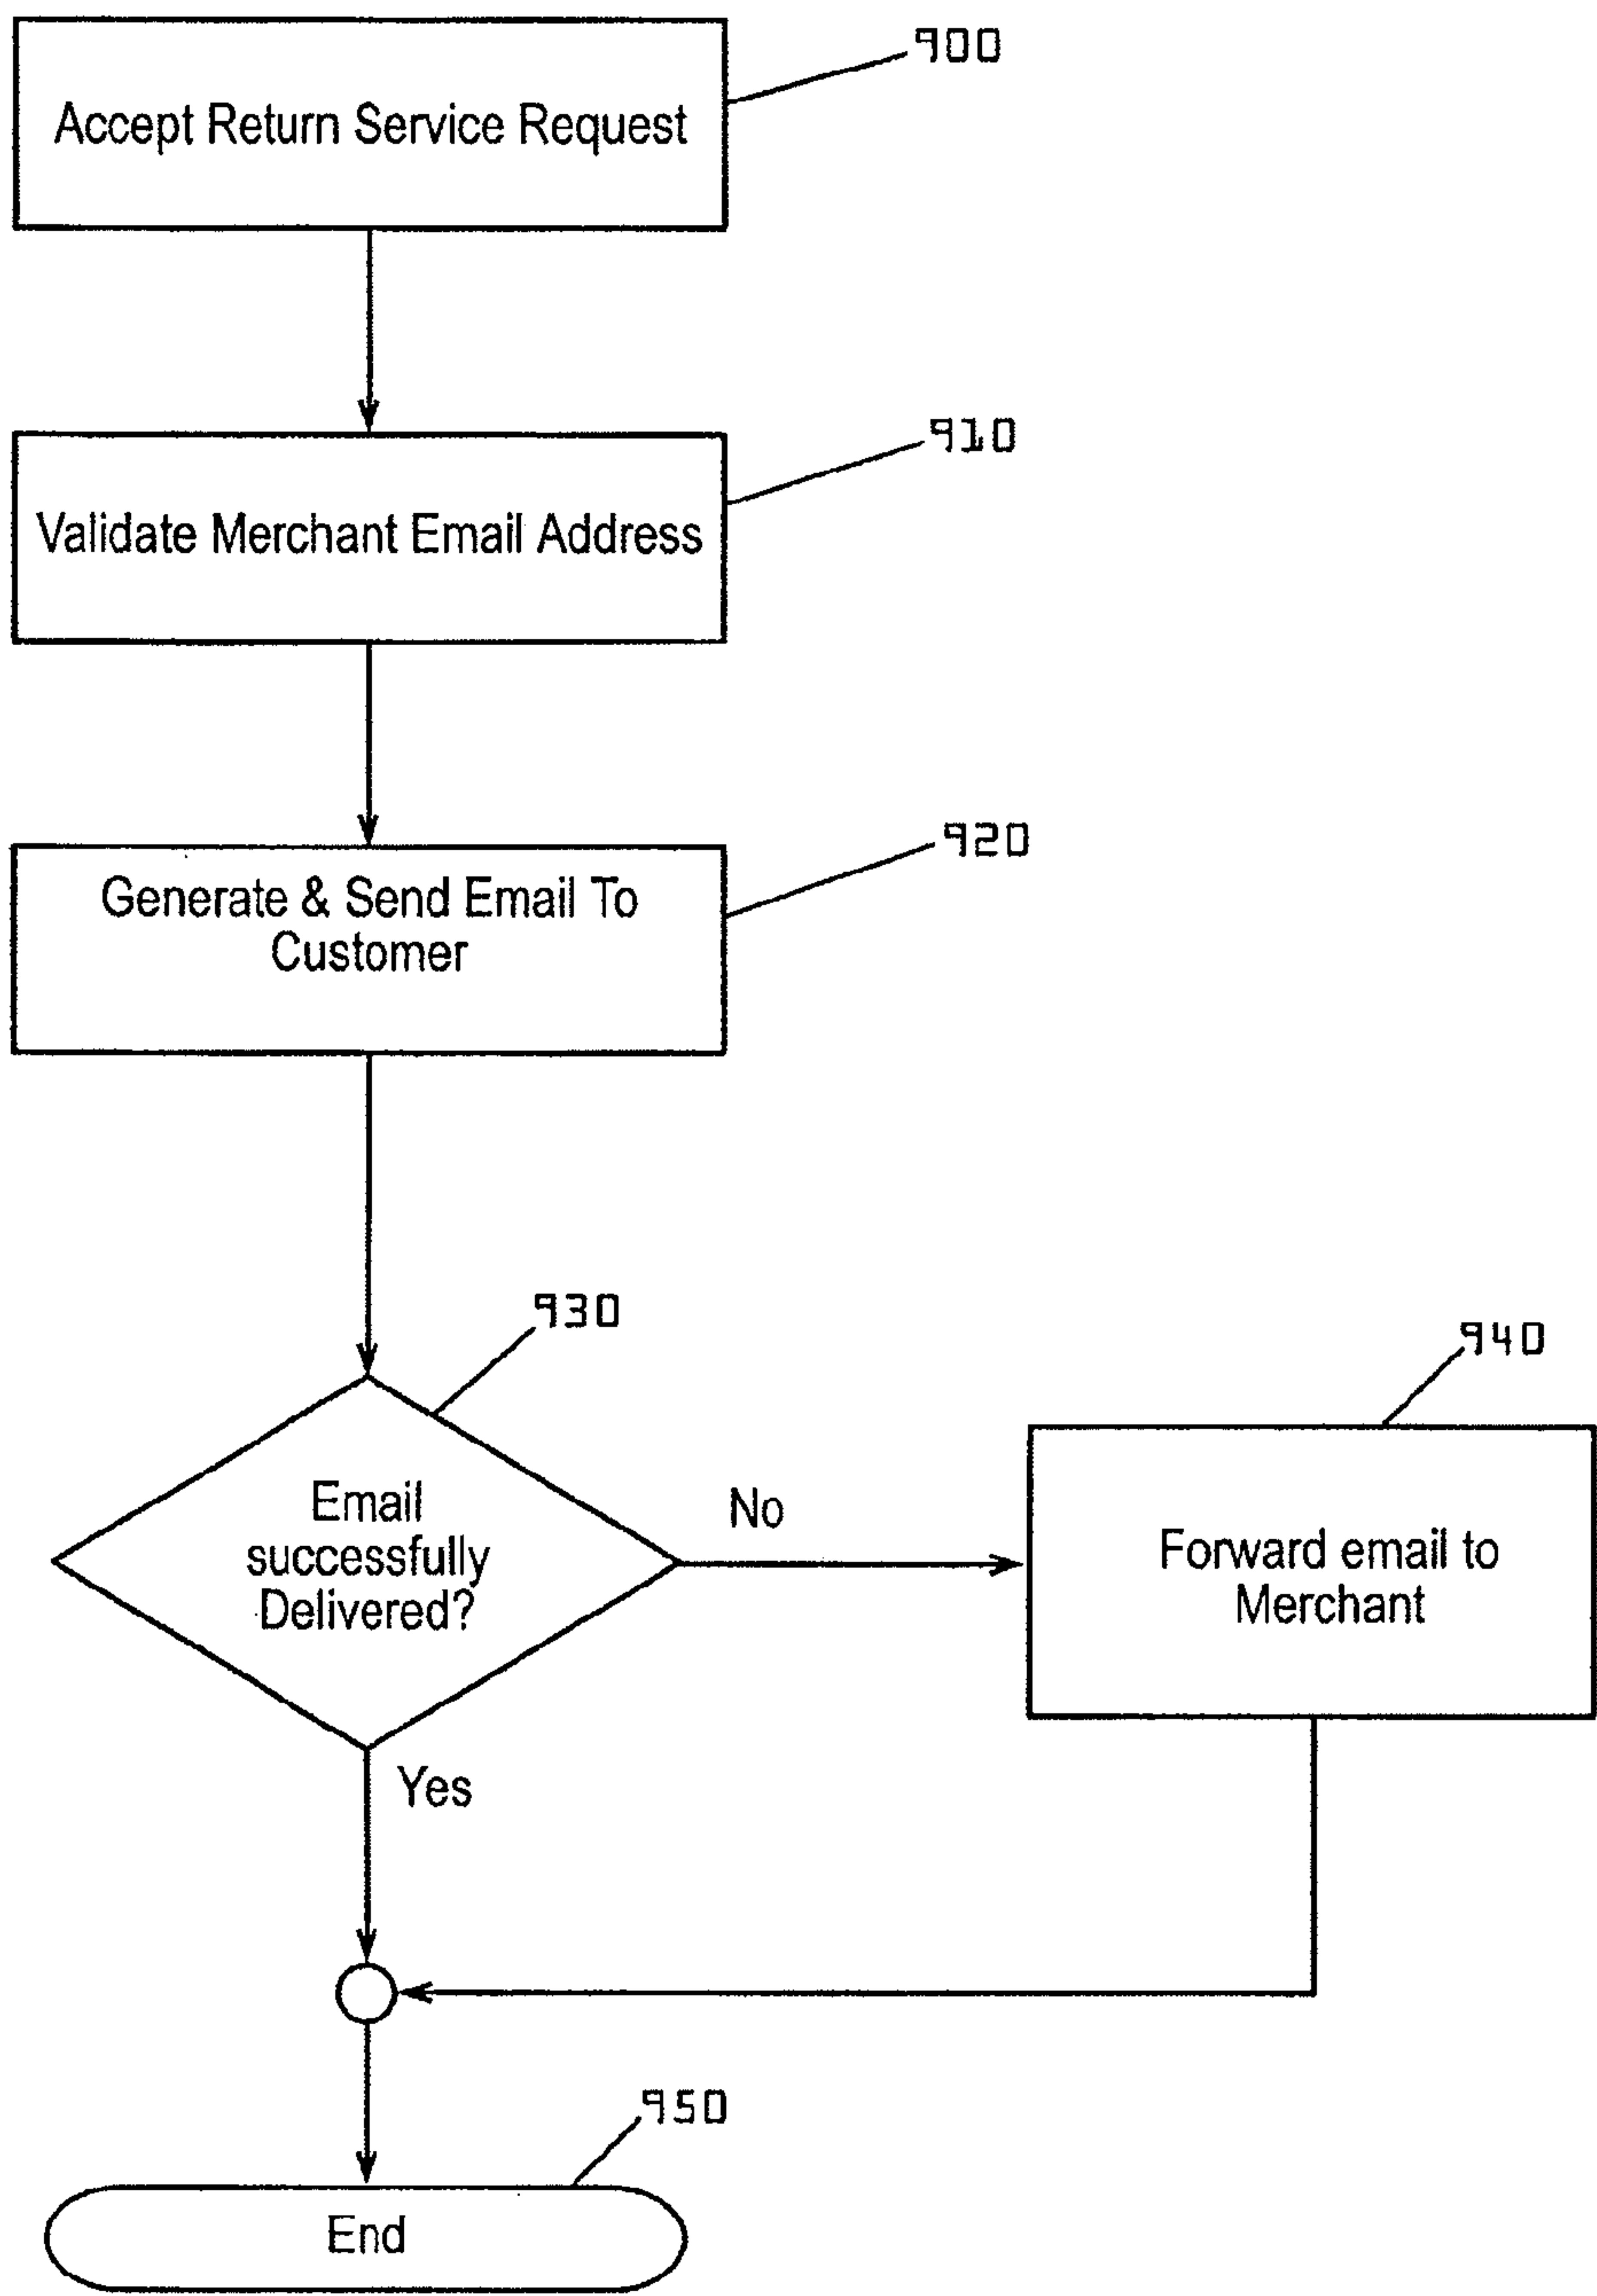 900
Accept Return Service Request
910
Validate Merchant Email Address
920
Generate & Send Email To
Customer
930
940
Email
successfully
Delivered?
No
Forward email to
Merchant
Yes
950
End